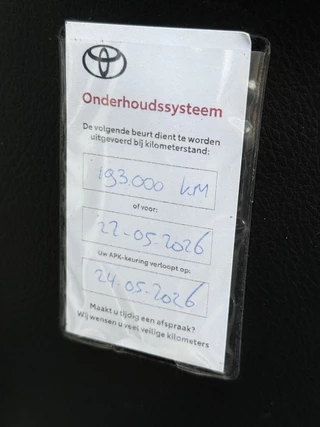 Onderhoudssysteem
De volgende beurt dient te worden
uitgevoerd bij kilometerstand:
193.000 KM
of voor:
22-05-2026
Uw APK-keuring verloopt op:
24-05-2026
Maakt u tijdig een afspraak?
Wij wensen u veel veilige kilometers